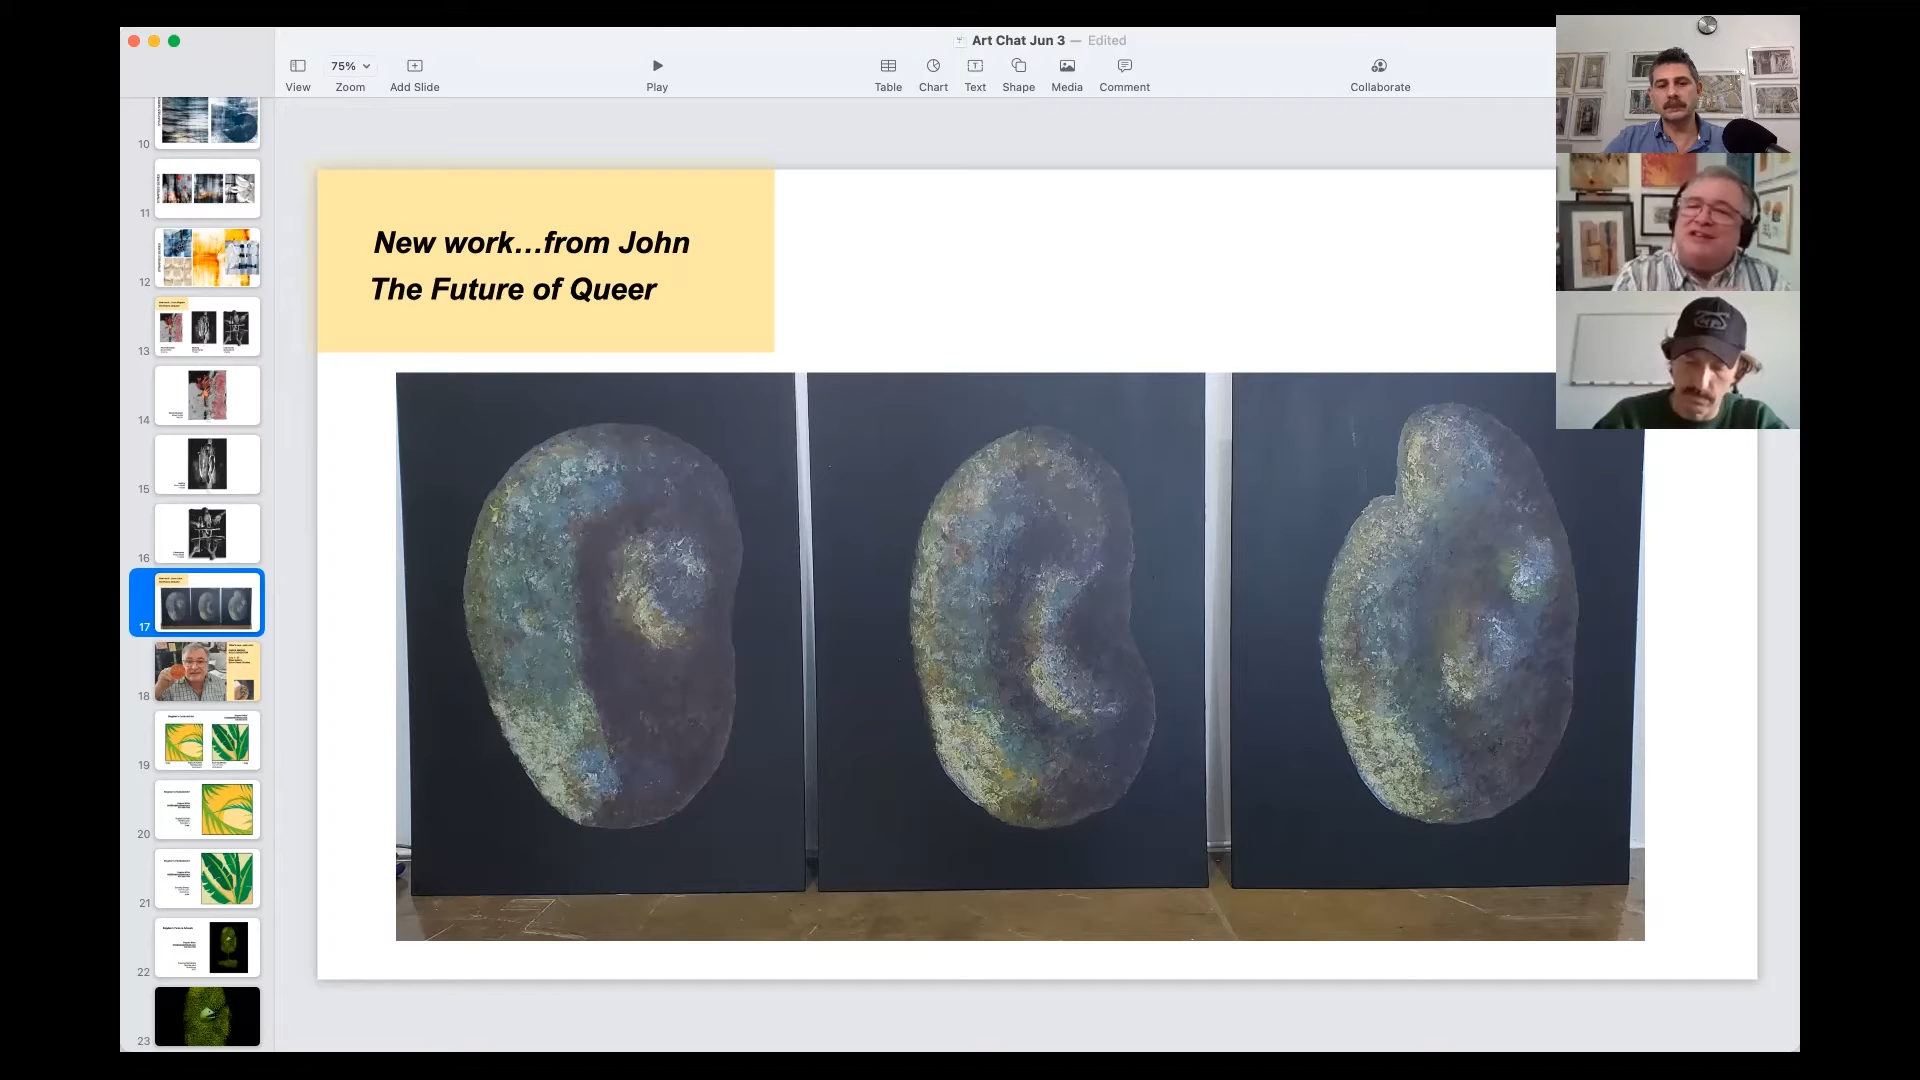 Art Chat Jun 3 — Edited
75%
View
Zoom
Add Slide
Play
Table
Chart
Text
Shape
Media
Comment
Collaborate
New work...from John
The Future of Queer
10
11
12
13
14
15
16
17
18
19
20
21
22
23